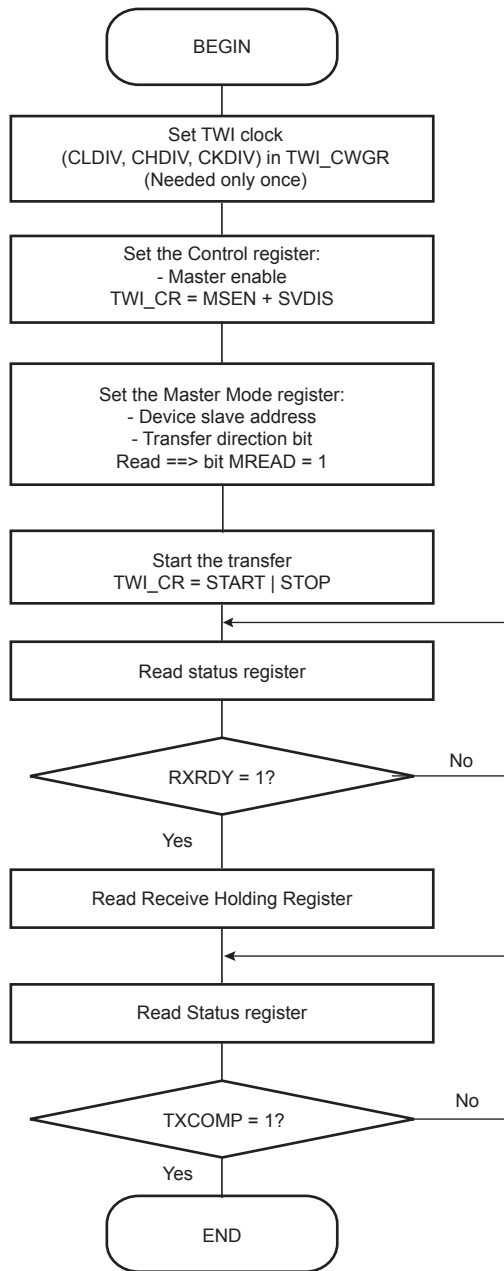 BEGIN
Set TWI clock
(CLDIV, CHDIV, CKDIV) in TWI_CWGR
(Needed only once)
Set the Control register:
- Master enable
TWI_CR = MSEN + SVDIS
Set the Master Mode register:
- Device slave address
- Transfer direction bit
Read ==> bit MREAD = 1
Start the transfer
TWI_CR = START | STOP
Read status register
RXRDY = 1?
No
Yes
Read Receive Holding Register
Read Status register
TXCOMP = 1?
No
Yes
END